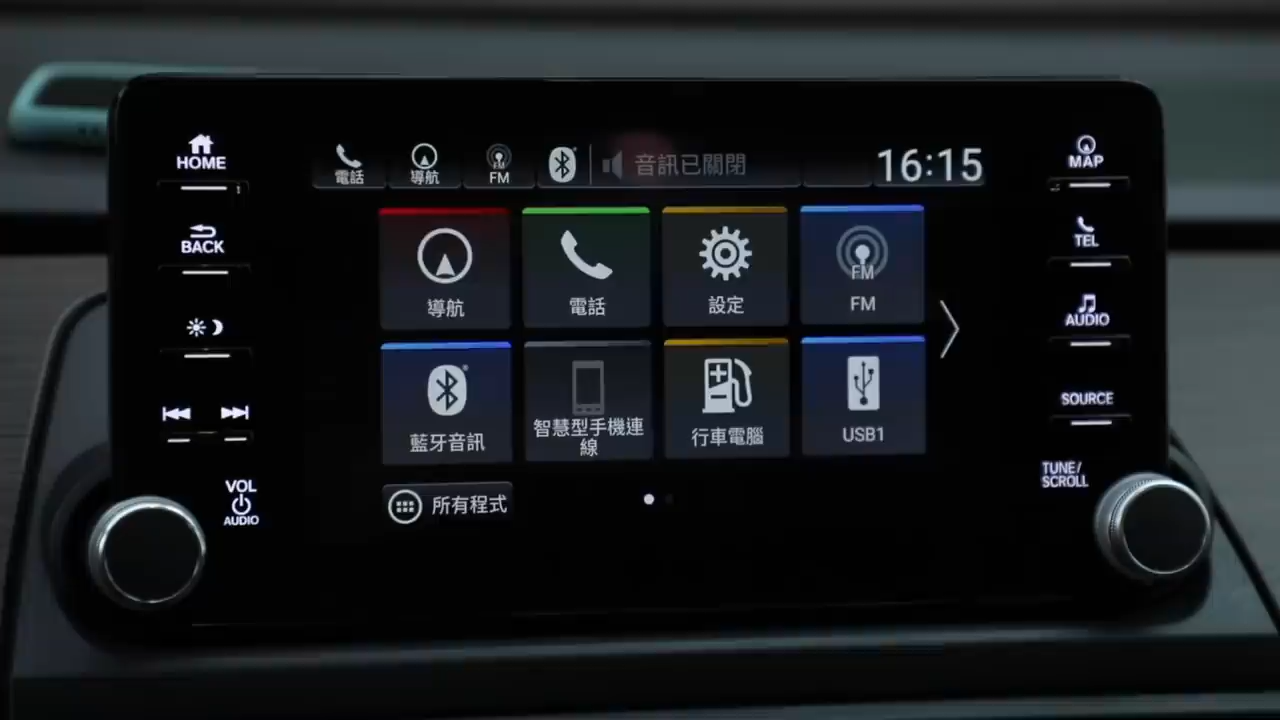 HOME
BACK
VOL
AUDIO
電話
導航
FM
音訊已關閉
16:15
導航
電話
設定
FM
FM
藍牙音訊
智慧型手機連
線
行車電腦
USB1
所有程式
MAP
TEL
AUDIO
SOURCE
TUNE/
SCROLL